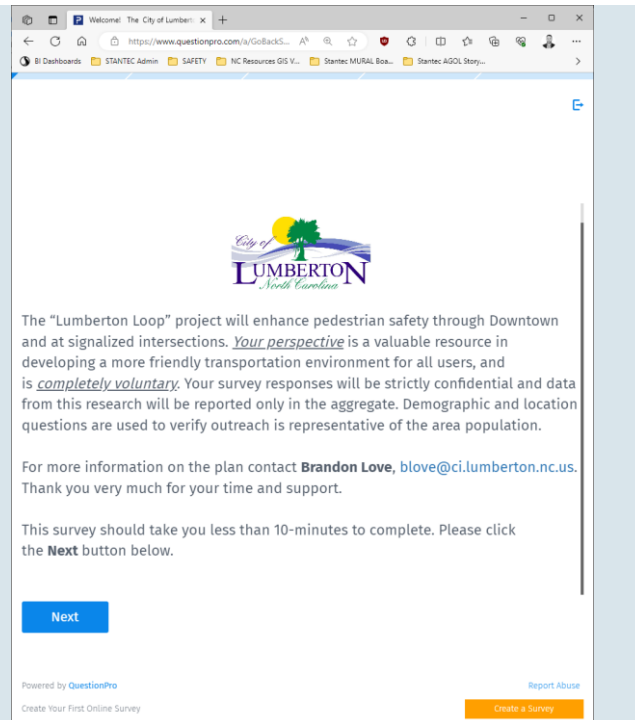 Welcome! The City of Lumbert
https://www.questionpro.com/a/GoBackS...
BI Dashboards STANTEC Admin SAFETY NC Resources GIS V... Stantec MURAL Boa... Stantec AGOL Story...
City of
LUMBERTON
North Carolina
The “Lumberton Loop” project will enhance pedestrian safety through Downtown
and at signalized intersections. Your perspective is a valuable resource in
developing a more friendly transportation environment for all users, and
is completely voluntary. Your survey responses will be strictly confidential and data
from this research will be reported only in the aggregate. Demographic and location
questions are used to verify outreach is representative of the area population.
For more information on the plan contact Brandon Love, blove@ci.lumberton.nc.us.
Thank you very much for your time and support.
This survey should take you less than 10-minutes to complete. Please click
the Next button below.
Next
Powered by QuestionPro Report Abuse
Create Your First Online Survey Create a Survey